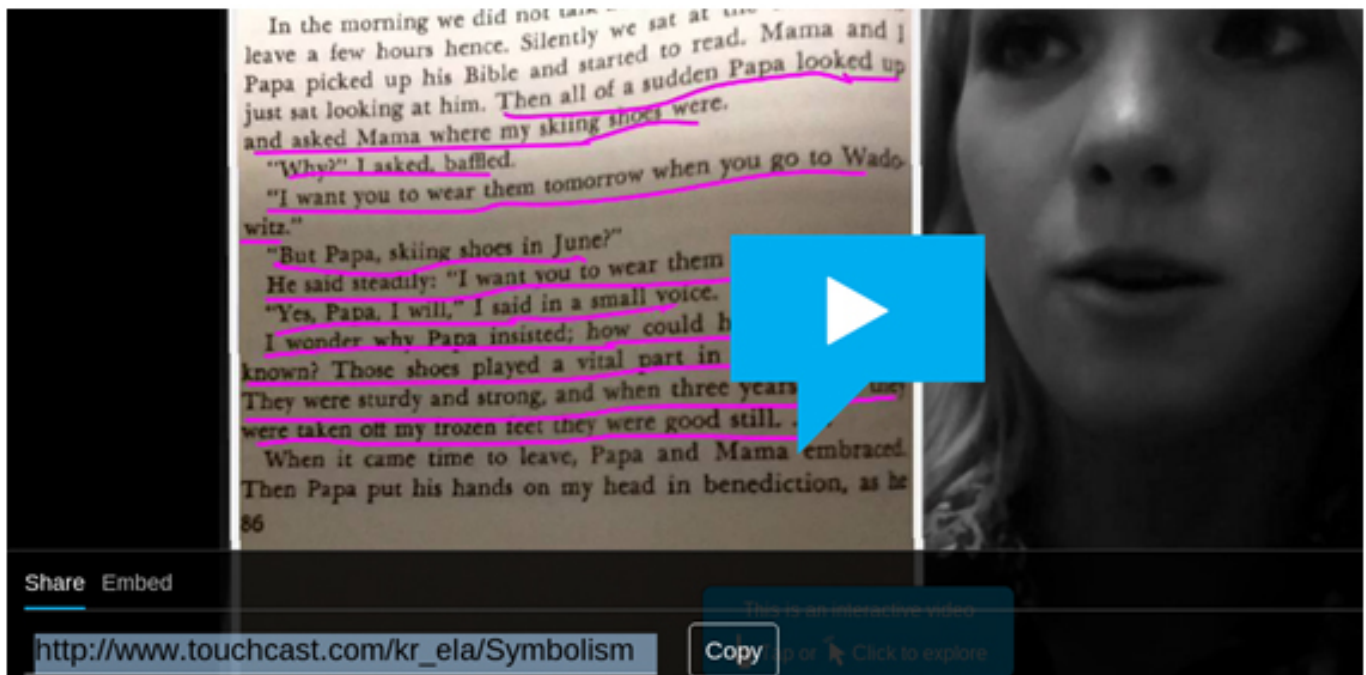 In the morning we did not
leave a few hours hence. Silently we sat at
Papa picked up his Bible and started to read. Mama and I
just sat looking at him. Then all of a sudden Papa looked up
and asked Mama where my skiing shoes were.
"Why?" I asked, baffled.
"I want you to wear them tomorrow when you go to Wado-
witz."
"But Papa, skiing shoes in June?"
He said steadily: "I want you to wear them
"Yes, Papa, I will," I said in a small voice.
I wonder why Papa insisted; how could
known? Those shoes played a vital part in
They were sturdy and strong, and when three years they
were taken off my frozen feet they were good still.
When it came time to leave, Papa and Mama embraced.
Then Papa put his hands on my head in benediction, as he
86
Share Embed
This is an interactive video
http://www.touchcast.com/kr_ela/Symbolism Copy or Click to explore